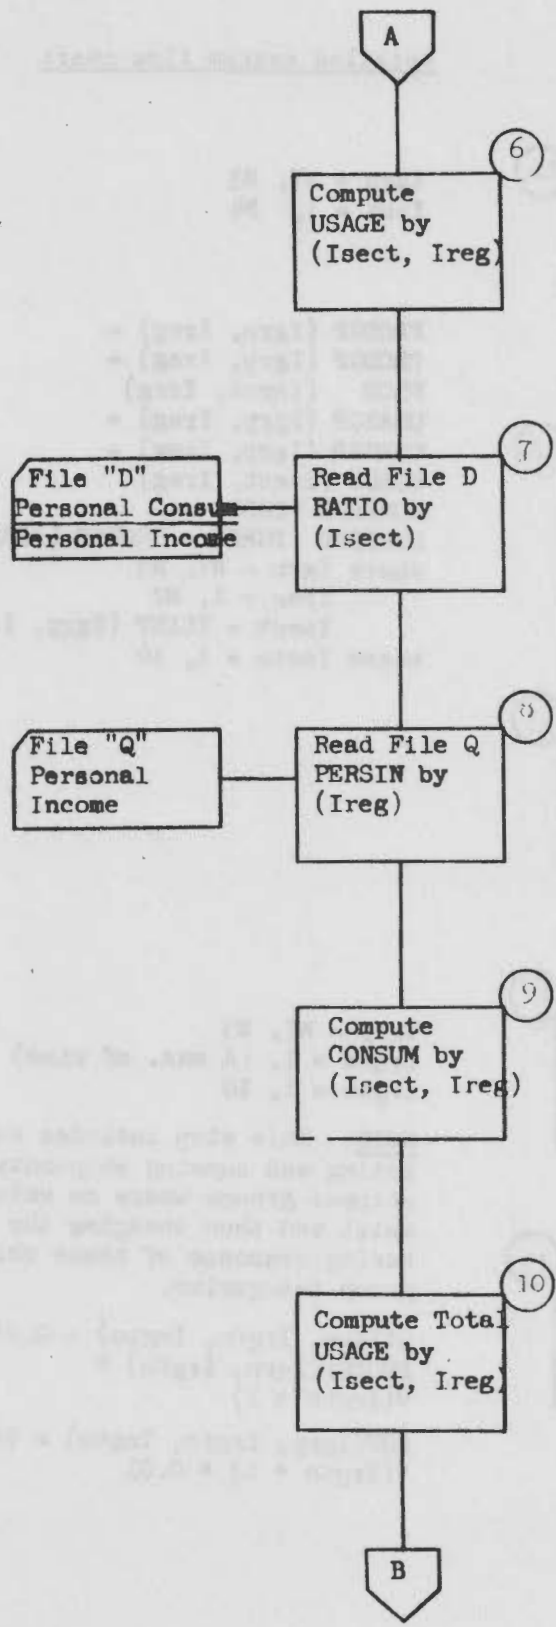 A
6
Compute
USAGE by
(Isect, Ireg)
7
File "D"
Personal Consum
Personal Income
Read File D
RATIO by
(Isect)
8
File "Q"
Personal
Income
Read File Q
PERSIN by
(Ireg)
9
Compute
CONSUM by
(Isect, Ireg)
10
Compute Total
USAGE by
(Isect, Ireg)
B